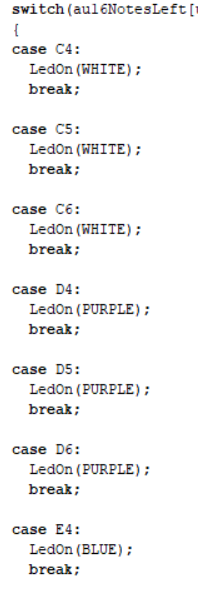 switch(au16NotesLeft[
{
case C4:
LedOn(WHITE);
break;
case C5:
LedOn(WHITE);
break;
case C6:
LedOn(WHITE);
break;
case D4:
LedOn(PURPLE);
break;
case D5:
LedOn(PURPLE);
break;
case D6:
LedOn(PURPLE);
break;
case E4:
LedOn(BLUE);
break;